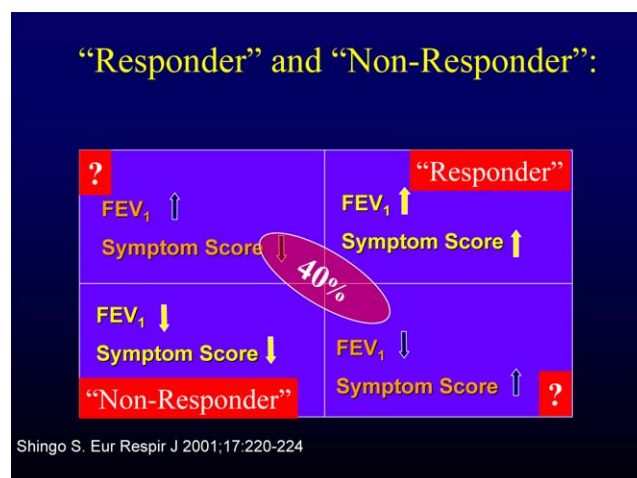 “Responder” and “Non-Responder”:
?
FEV1
Symptom Score
“Responder”
FEV1
Symptom Score
40%
FEV1
Symptom Score
“Non-Responder”
FEV1
Symptom Score
?
Shingo S. Eur Respir J 2001;17:220-224